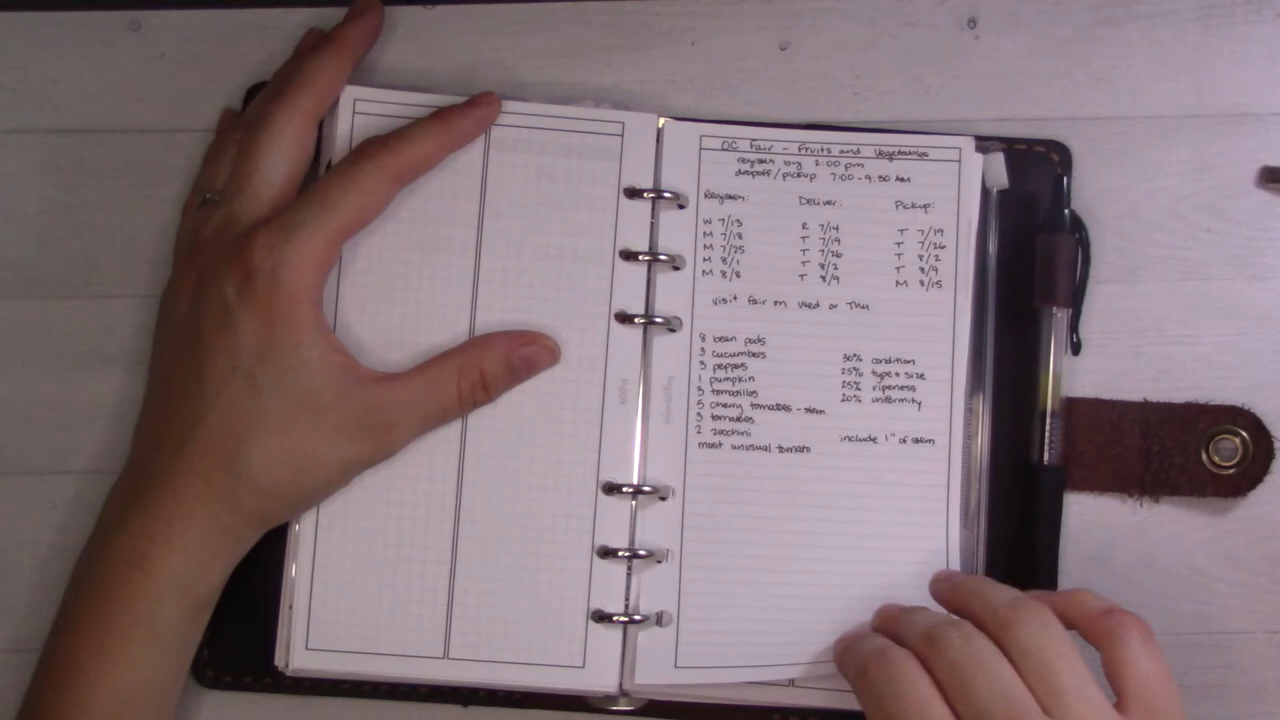 OC Fair - Fruits and Vegetables
register by 2:00 pm
dropoff/pickup 7:00-9:30 AM
Register: Deliver: Pickup:
W 7/13 R 7/14 T 7/19
M 7/18 T 7/19 T 7/26
M 7/25 T 7/26 T 8/2
M 8/1 T 8/2 T 8/9
M 8/8 T 8/9 M 8/15
visit fair on Wed or Thu
8 bean pods
3 cucumbers 30% condition
3 peppers 25% type + size
1 pumpkin 25% ripeness
3 tomatillos 20% uniformity
5 cherry tomatoes - stem
3 tomatoes
2 zucchini include 1" of stem
most unusual tomato